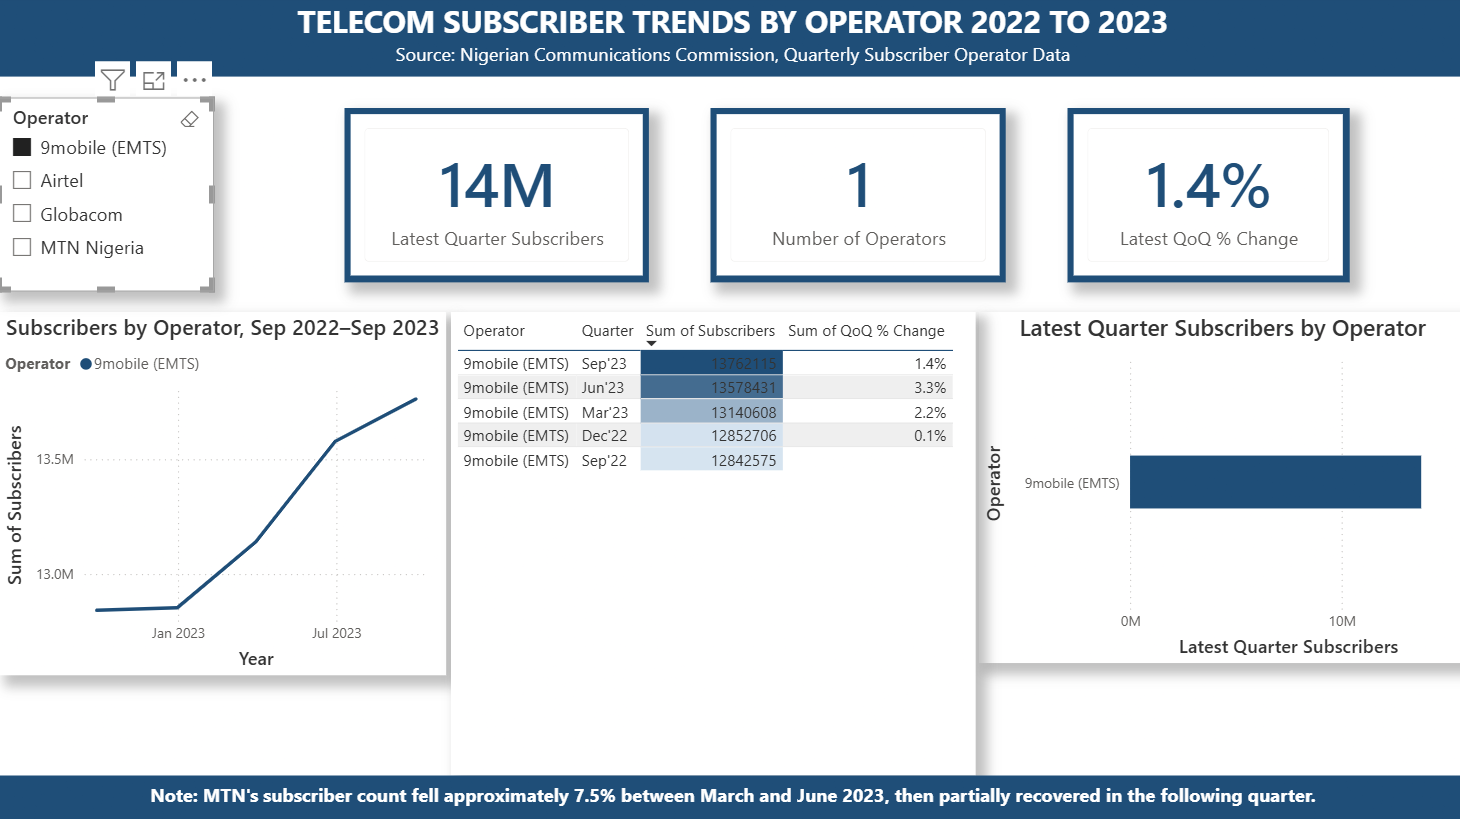 TELECOM SUBSCRIBER TRENDS BY OPERATOR 2022 TO 2023
Source: Nigerian Communications Commission, Quarterly Subscriber Operator Data
Operator
9mobile (EMTS)
Airtel
Globacom
MTN Nigeria
14M
Latest Quarter Subscribers
1
Number of Operators
1.4%
Latest QoQ % Change
Subscribers by Operator, Sep 2022–Sep 2023
Operator 9mobile (EMTS)
Sum of Subscribers
13.5M
13.0M
Jan 2023 Jul 2023
Year
Operator Quarter Sum of Subscribers Sum of QoQ % Change
9mobile (EMTS) Sep'23 13762115 1.4%
9mobile (EMTS) Jun'23 13578431 3.3%
9mobile (EMTS) Mar'23 13140608 2.2%
9mobile (EMTS) Dec'22 12852706 0.1%
9mobile (EMTS) Sep'22 12842575
Latest Quarter Subscribers by Operator
Operator
9mobile (EMTS)
0M 10M
Latest Quarter Subscribers
Note: MTN's subscriber count fell approximately 7.5% between March and June 2023, then partially recovered in the following quarter.